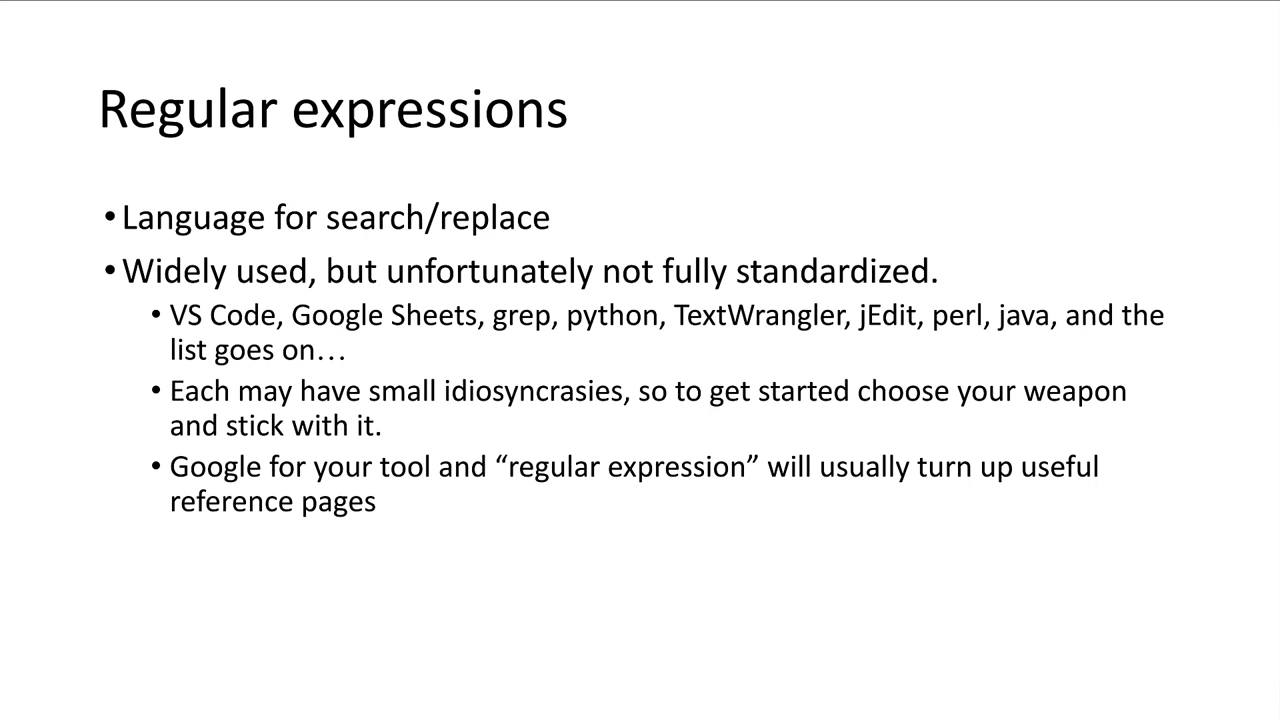 Regular expressions
• Language for search/replace
• Widely used, but unfortunately not fully standardized.
• VS Code, Google Sheets, grep, python, TextWrangler, jEdit, perl, java, and the
list goes on…
• Each may have small idiosyncrasies, so to get started choose your weapon
and stick with it.
• Google for your tool and “regular expression” will usually turn up useful
reference pages